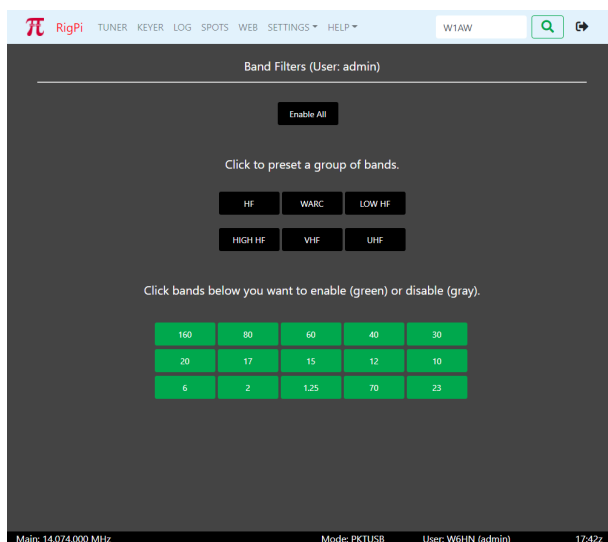 π RigPi TUNER KEYER LOG SPOTS WEB SETTINGS HELP W1AW
Band Filters (User: admin)
Enable All
Click to preset a group of bands.
HF WARC LOW HF
HIGH HF VHF UHF
Click bands below you want to enable (green) or disable (gray).
160 80 60 40 30
20 17 15 12 10
6 2 1.25 70 23
Main: 14.074.000 MHz Mode: PKTUSB User: W6HN (admin) 17:42z